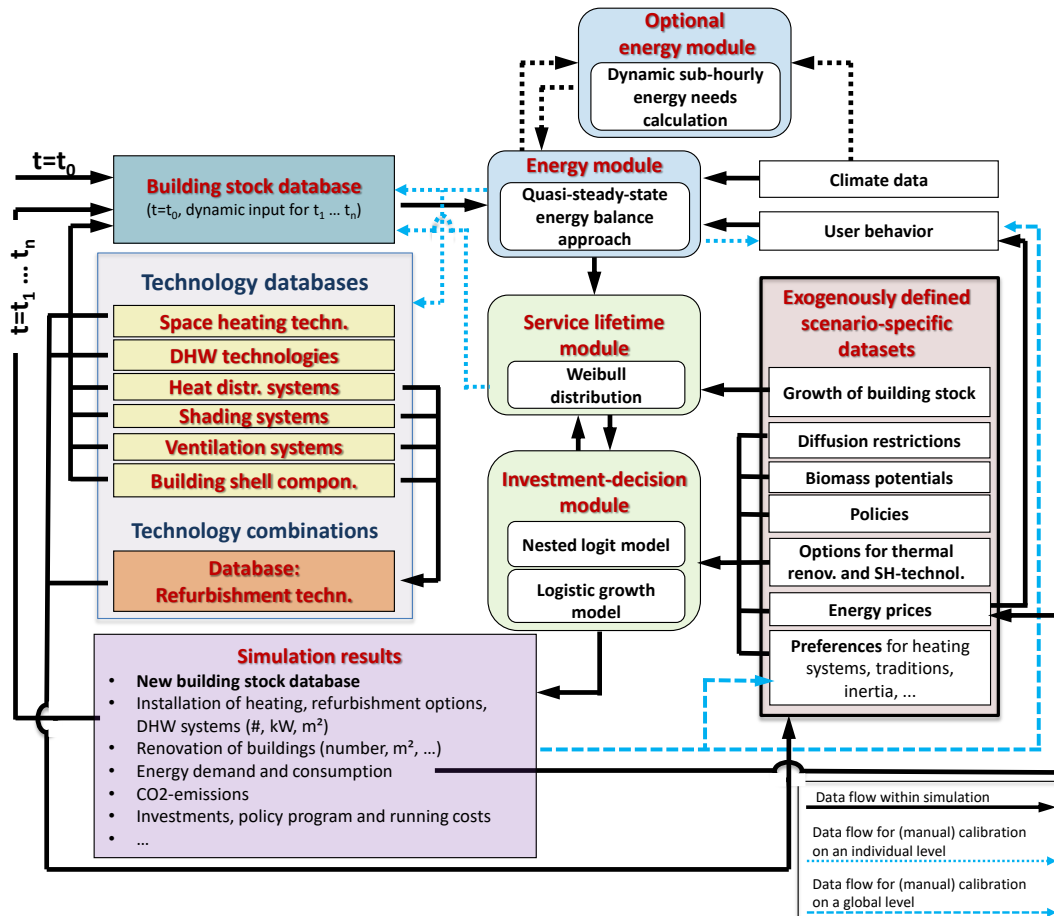 Optional
energy module
Dynamic sub-hourly
energy needs
calculation
t=t0
Building stock database
(t=t0, dynamic input for t1 ... tn)
Energy module
Quasi-steady-state
energy balance
approach
Climate data
User behavior
t=t1 ... tn
Technology databases
Space heating techn.
DHW technologies
Heat distr. systems
Shading systems
Ventilation systems
Building shell compon.
Technology combinations
Database:
Refurbishment techn.
Service lifetime
module
Weibull
distribution
Investment-decision
module
Nested logit model
Logistic growth
model
Exogenously defined
scenario-specific
datasets
Growth of building stock
Diffusion restrictions
Biomass potentials
Policies
Options for thermal
renov. and SH-technol.
Energy prices
Preferences for heating
systems, traditions,
inertia, ...
Simulation results
• New building stock database
• Installation of heating, refurbishment options,
DHW systems (#, kW, m²)
• Renovation of buildings (number, m², ...)
• Energy demand and consumption
• CO2-emissions
• Investments, policy program and running costs
• ...
Data flow within simulation
Data flow for (manual) calibration
on an individual level
Data flow for (manual) calibration
on a global level